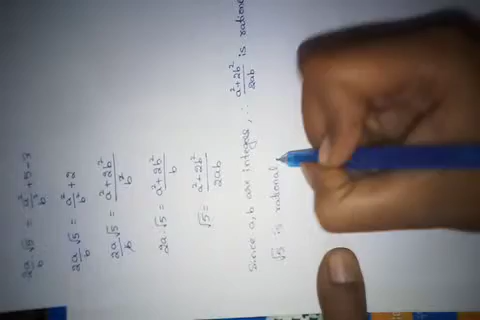 2a/b √5 = a²/b² + 5 - 3
2a/b √5 = a²/b² + 2
2a√5/b = a² + 2b²/b²
2a√5 = a² + 2b²/b
√5 = a² + 2b²/2ab
Since a, b are integer, ∴ a² + 2b²/2ab is rational
√5 is rational